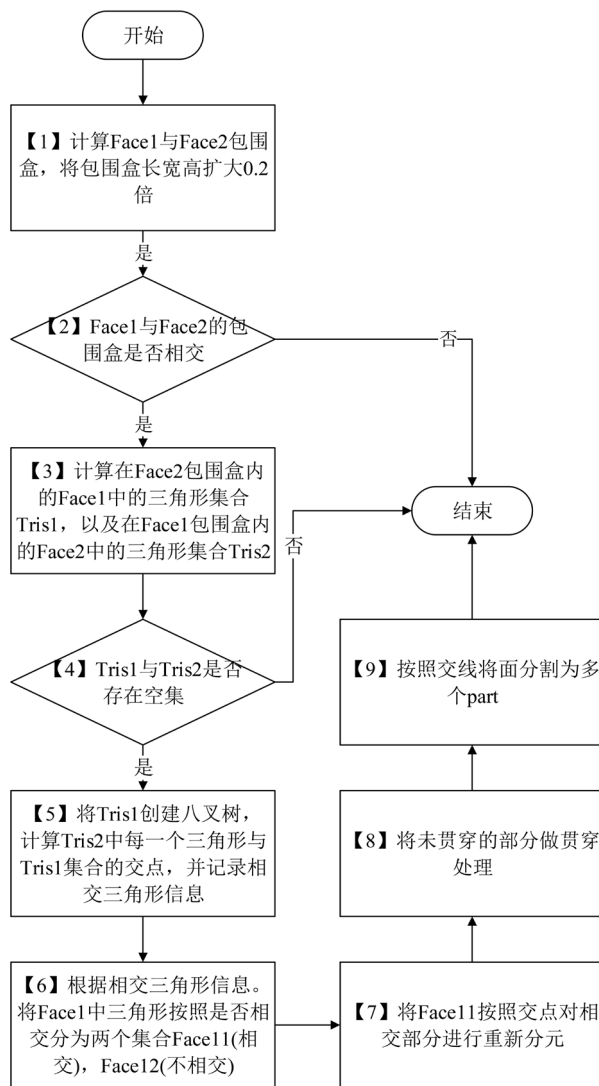 开始
【1】计算Face1与Face2包围
盒，将包围盒长宽高扩大0.2
倍
是
【2】Face1与Face2的包
围盒是否相交
否
是
【3】计算在Face2包围盒内
的Face1中的三角形集合
Tris1，以及在Face1包围盒内
的Face2中的三角形集合Tris2
结束
否
【4】Tris1与Tris2是否
存在空集
【9】按照交线将面分割为多
个part
是
【5】将Tris1创建八叉树，
计算Tris2中每一个三角形与
Tris1集合的交点，并记录相
交三角形信息
【8】将未贯穿的部分做贯穿
处理
【6】根据相交三角形信息。
将Face1中三角形按照是否相
交分为两个集合Face11(相
交)，Face12(不相交)
【7】将Face11按照交点对相
交部分进行重新分元